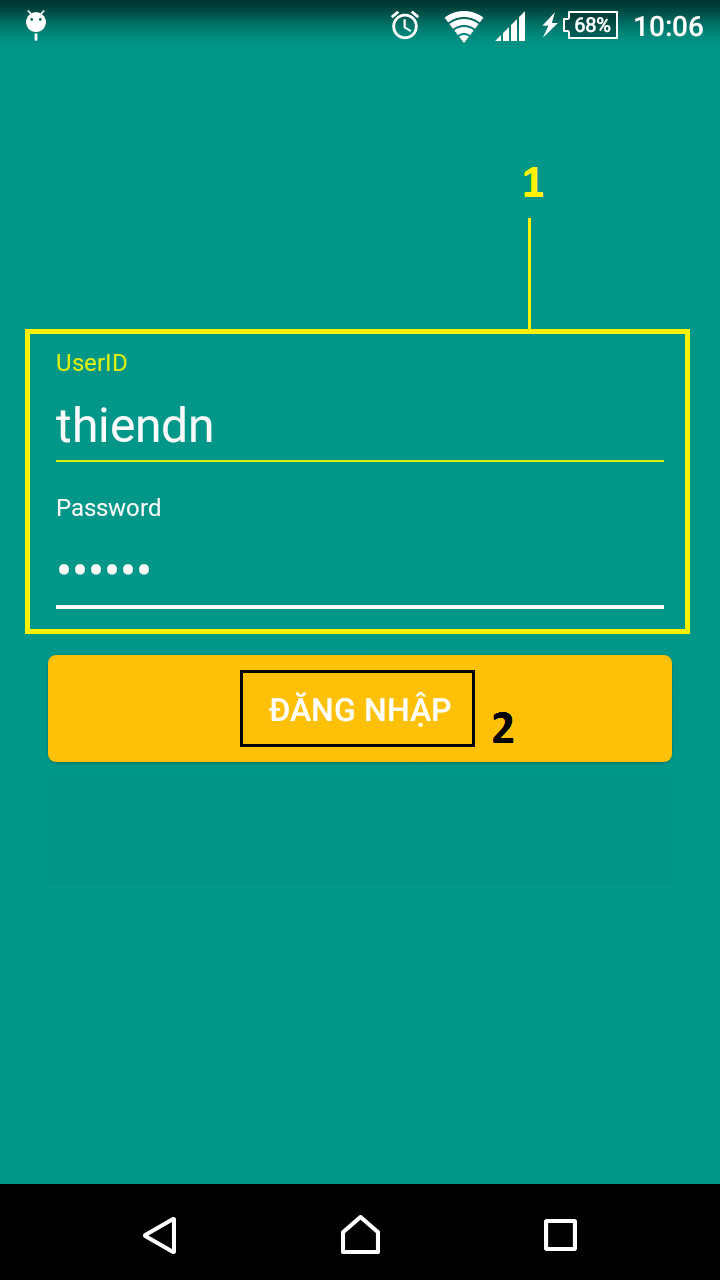 68% 10:06
1
UserID
thiendn
Password
••••••
ĐĂNG NHẬP
2